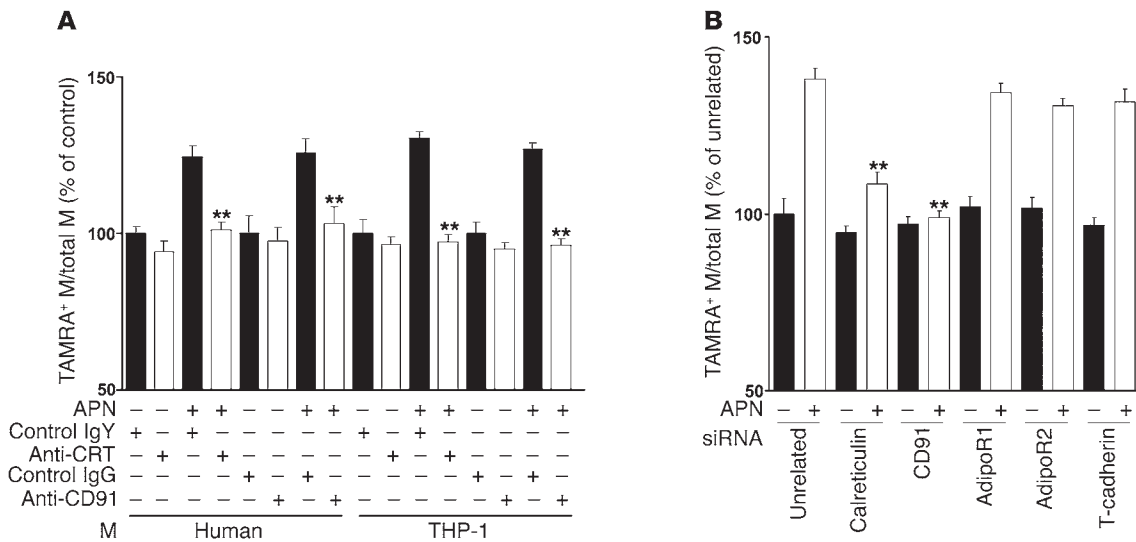 A
TAMRA⁺ M/total M (% of control)
150
100
50
** ** ** **
APN – – + + – – + + – – + + – – + +
Control IgY + + + +
Anti-CRT + + + +
Control IgG + + + +
Anti-CD91 + + + +
M Human THP-1
B
TAMRA⁺ M/total M (% of unrelated)
150
100
50
** **
APN – + – + – + – + – + – +
siRNA Unrelated Calreticulin CD91 AdipoR1 AdipoR2 T-cadherin